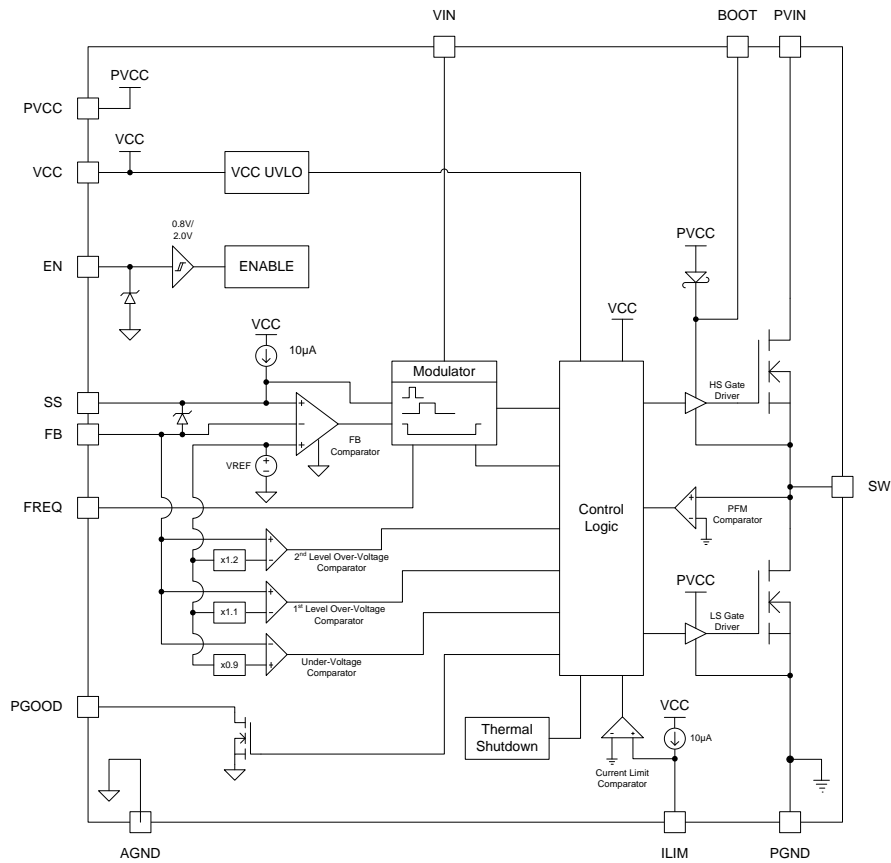 VIN
BOOT
PVIN
PVCC
PVCC
VCC
VCC
VCC UVLO
0.8V/
2.0V
EN
ENABLE
PVCC
VCC
VCC
10µA
Modulator
SS
FB
+
−
+
FB
Comparator
VREF
+
−
HS Gate
Driver
FREQ
Control
Logic
+
−
PFM
Comparator
SW
x1.2
+
−
2nd Level Over-Voltage
Comparator
x1.1
+
−
1st Level Over-Voltage
Comparator
PVCC
LS Gate
Driver
x0.9
−
+
Under-Voltage
Comparator
PGOOD
Thermal
Shutdown
−
+
VCC
10µA
Current Limit
Comparator
AGND
ILIM
PGND